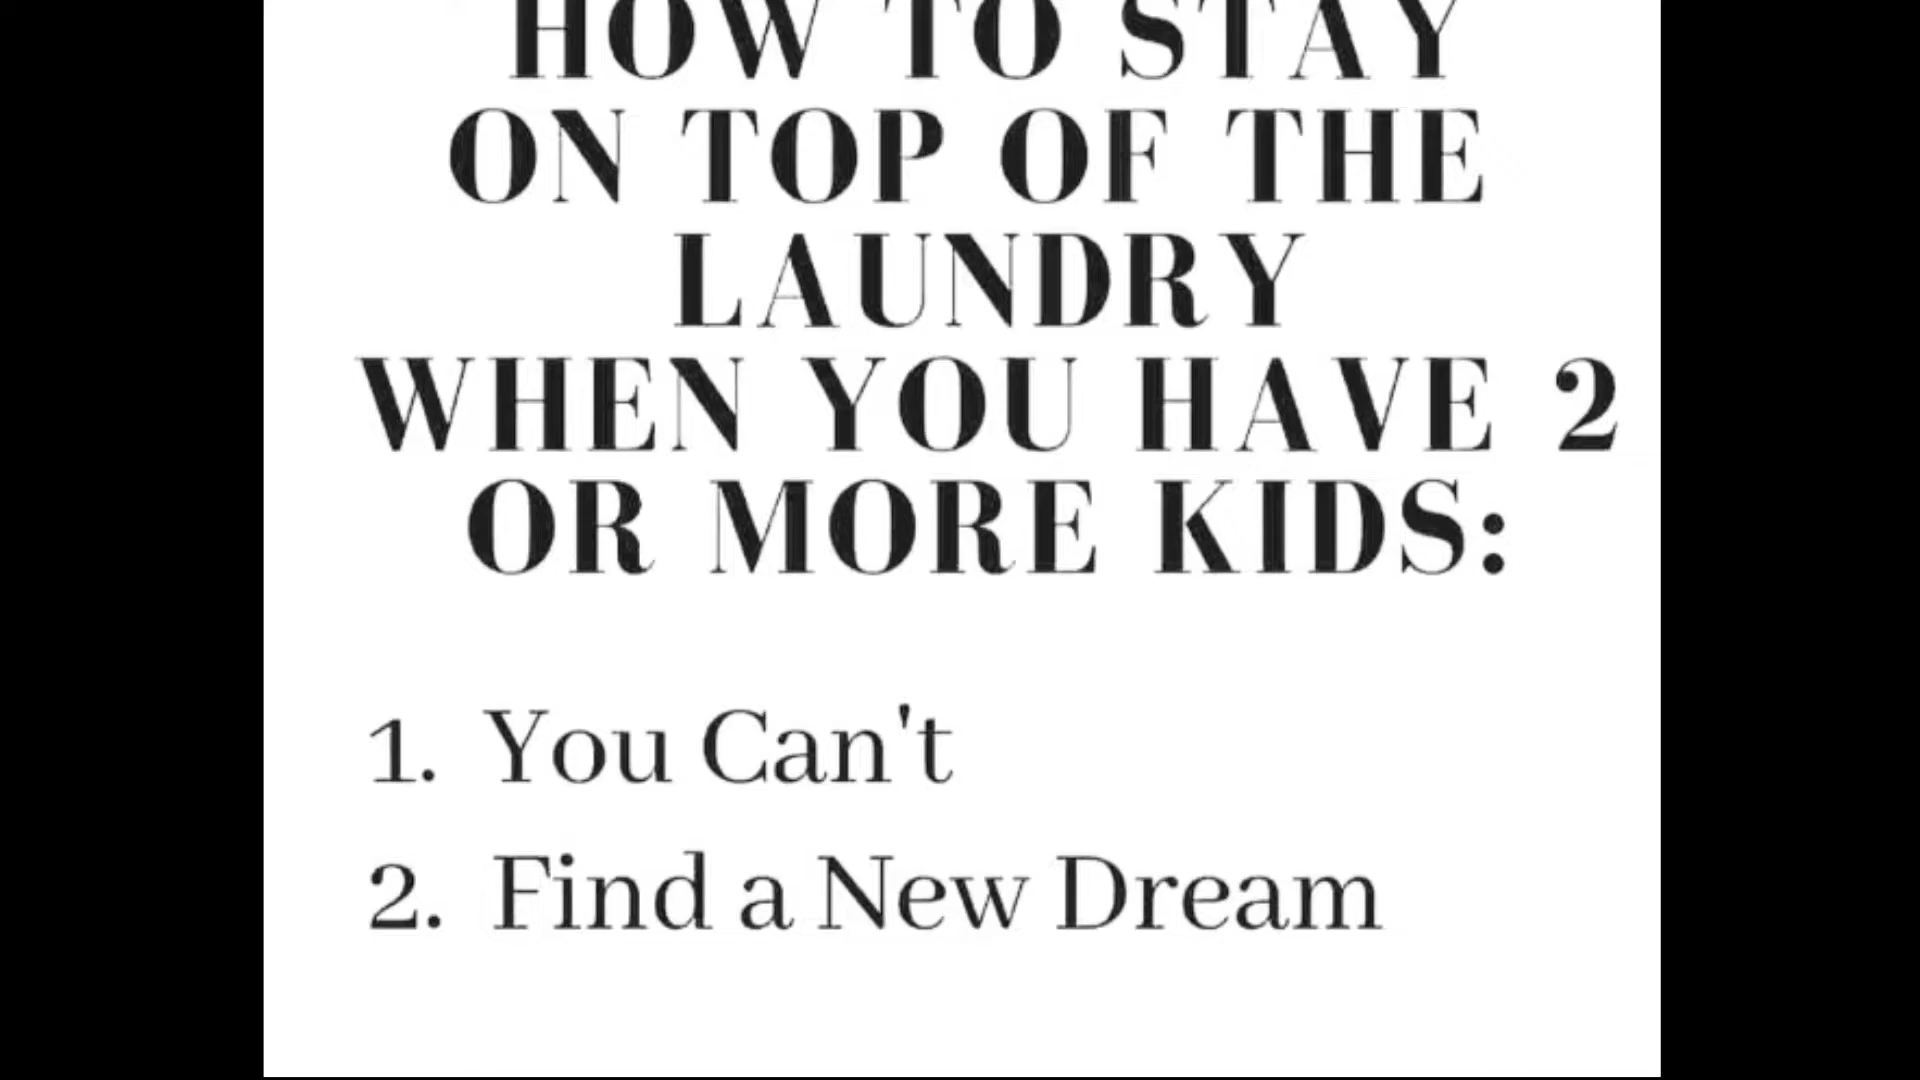 HOW TO STAY
ON TOP OF THE
LAUNDRY
WHEN YOU HAVE 2
OR MORE KIDS:
1. You Can't
2. Find a New Dream